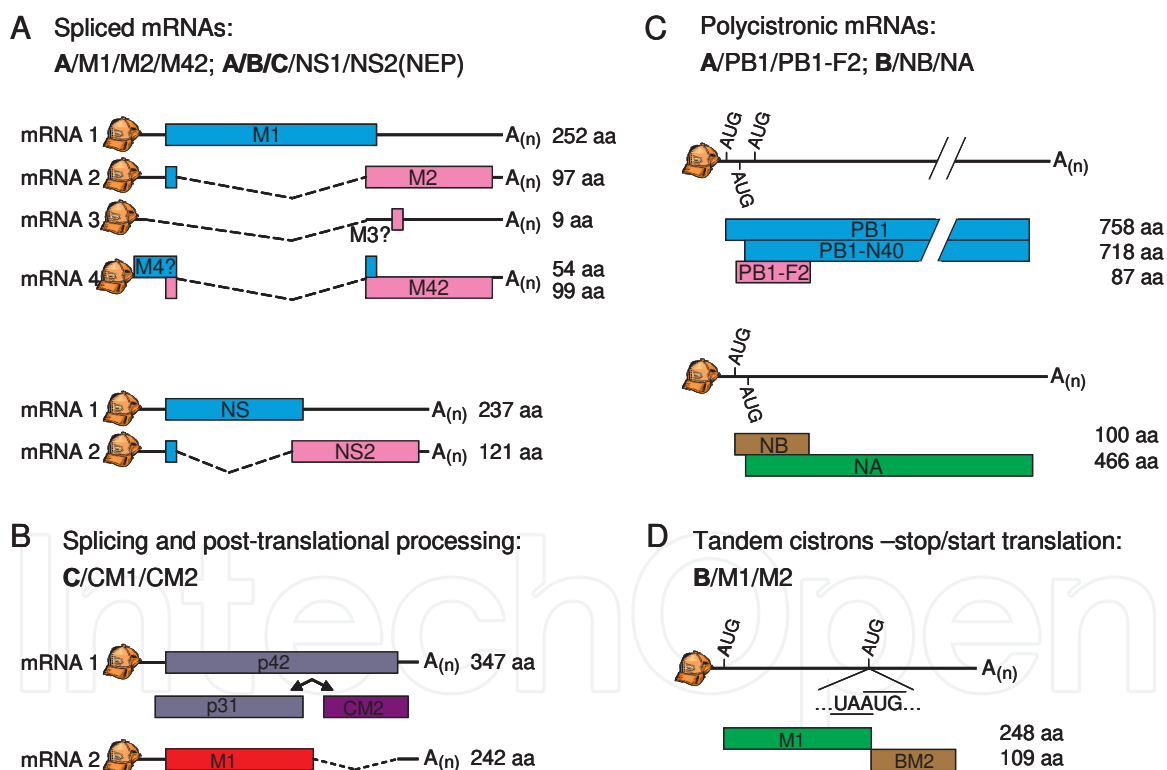 A Spliced mRNAs:
A/M1/M2/M42; A/B/C/NS1/NS2(NEP)
mRNA 1 M1 A(n) 252 aa
mRNA 2 M2 A(n) 97 aa
mRNA 3 M3? A(n) 9 aa
mRNA 4 M4? M42 A(n) 54 aa
99 aa
mRNA 1 NS A(n) 237 aa
mRNA 2 NS2 A(n) 121 aa
B Splicing and post-translational processing:
C/CM1/CM2
mRNA 1 p42 A(n) 347 aa
p31 CM2
mRNA 2 M1 A(n) 242 aa
C Polycistronic mRNAs:
A/PB1/PB1-F2; B/NB/NA
AUG AUG
A(n)
AUG
PB1 758 aa
PB1-N40 718 aa
PB1-F2 87 aa
AUG
A(n)
AUG
NB 100 aa
NA 466 aa
D Tandem cistrons –stop/start translation:
B/M1/M2
AUG AUG
A(n)
...UAAUG...
M1 248 aa
BM2 109 aa
IntechOpen